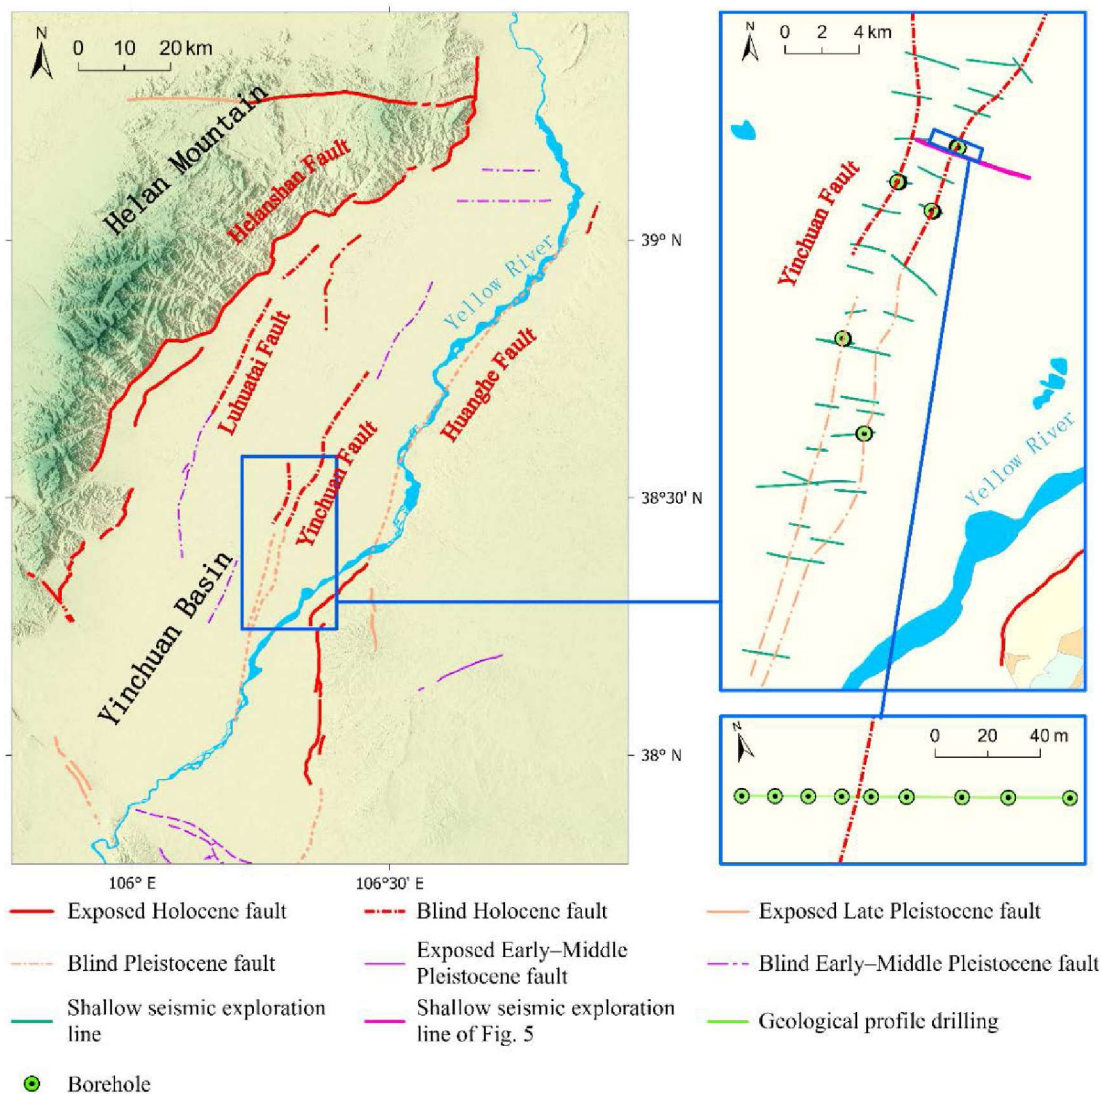 N
0 10 20 km
Helan Mountain
Helanshan Fault
39° N
Yellow River
Luhuatai Fault
Huanghe Fault
Yinchuan Fault
38°30' N
Yinchuan Basin
38° N
106° E
106°30' E
N
0 2 4 km
Yinchuan Fault
Yellow River
N
0 20 40 m
Exposed Holocene fault
Blind Holocene fault
Exposed Late Pleistocene fault
Blind Pleistocene fault
Exposed Early–Middle
Pleistocene fault
Blind Early–Middle Pleistocene fault
Shallow seismic exploration
line
Shallow seismic exploration
line of Fig. 5
Geological profile drilling
Borehole